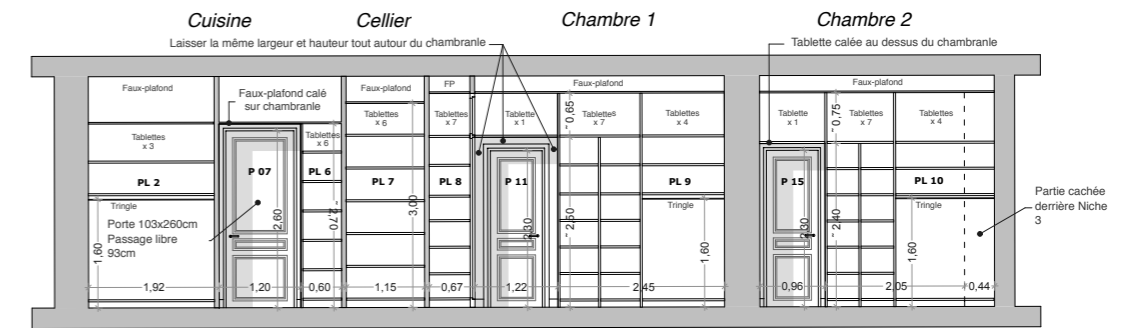 Cuisine
Cellier
Chambre 1
Chambre 2
Laisser la même largeur et hauteur tout autour du chambranle
Tablette calée au dessus du chambranle
Faux-plafond
Faux-plafond calé
sur chambranle
Faux-plafond
FP
Faux-plafond
Faux-plafond
Tablettes
x 3
Tablettes
x 6
Tablettes
x 6
Tablettes
x 7
Tablette
x 1
Tablettes
x 7
Tablettes
x 4
Tablette
x 1
Tablettes
x 7
Tablettes
x 4
PL 2
P 07
PL 6
PL 7
PL 8
P 11
PL 9
P 15
PL 10
Tringle
Tringle
Tringle
Porte 103x260cm
Passage libre
93cm
Partie cachée
derrière Niche
3
1,60
2,60
2,70
3,00
2,30
0,65
1,60
2,30
0,75
2,40
1,60
1,92
1,20
0,60
1,15
0,67
1,22
2,45
0,96
2,05
0,44